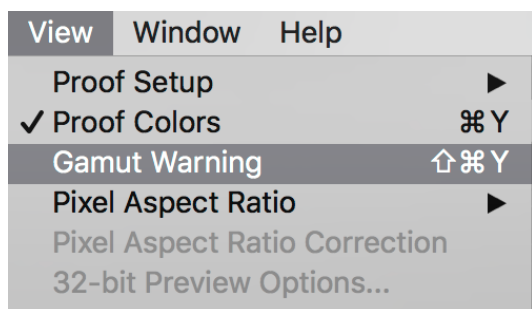 View Window Help
Proof Setup ▶
✓ Proof Colors ⌘Y
Gamut Warning ⇧⌘Y
Pixel Aspect Ratio ▶
Pixel Aspect Ratio Correction
32-bit Preview Options...